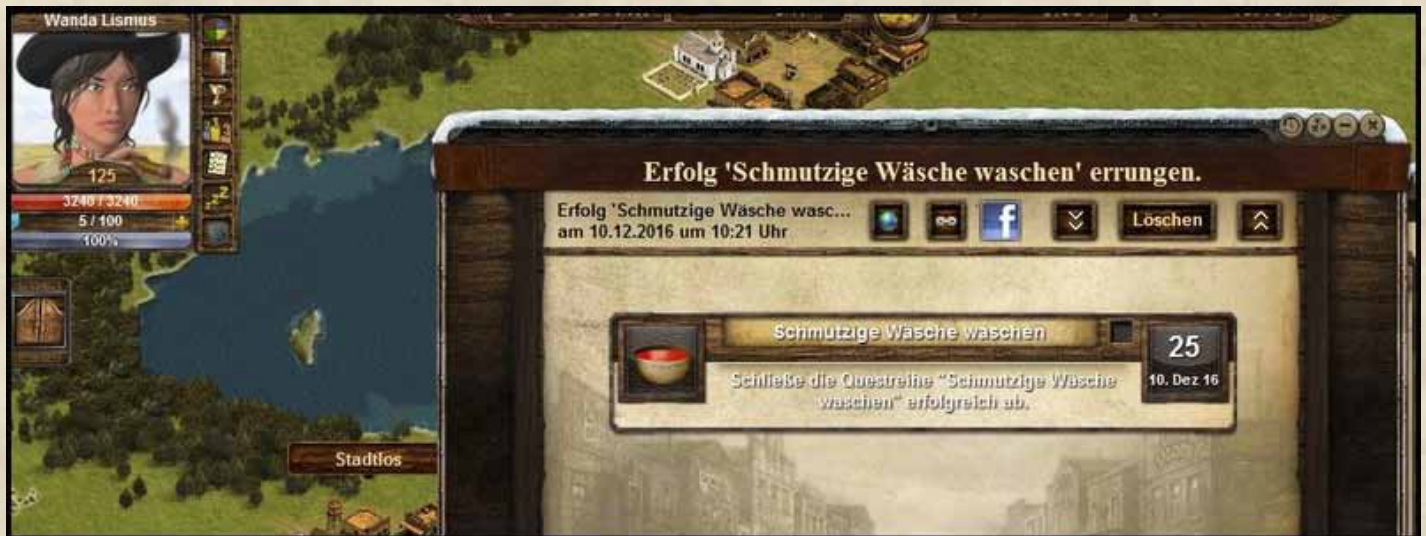 Wanda Lismus
125
3240 / 3240
5 / 100
100%
Erfolg 'Schmutzige Wäsche waschen' errungen.
Erfolg 'Schmutzige Wäsche wasc...
am 10.12.2016 um 10:21 Uhr
Löschen
Schmutzige Wäsche waschen
Schließe die Questreihe "Schmutzige Wäsche
waschen" erfolgreich ab.
25
10. Dez 16
Stadtlos